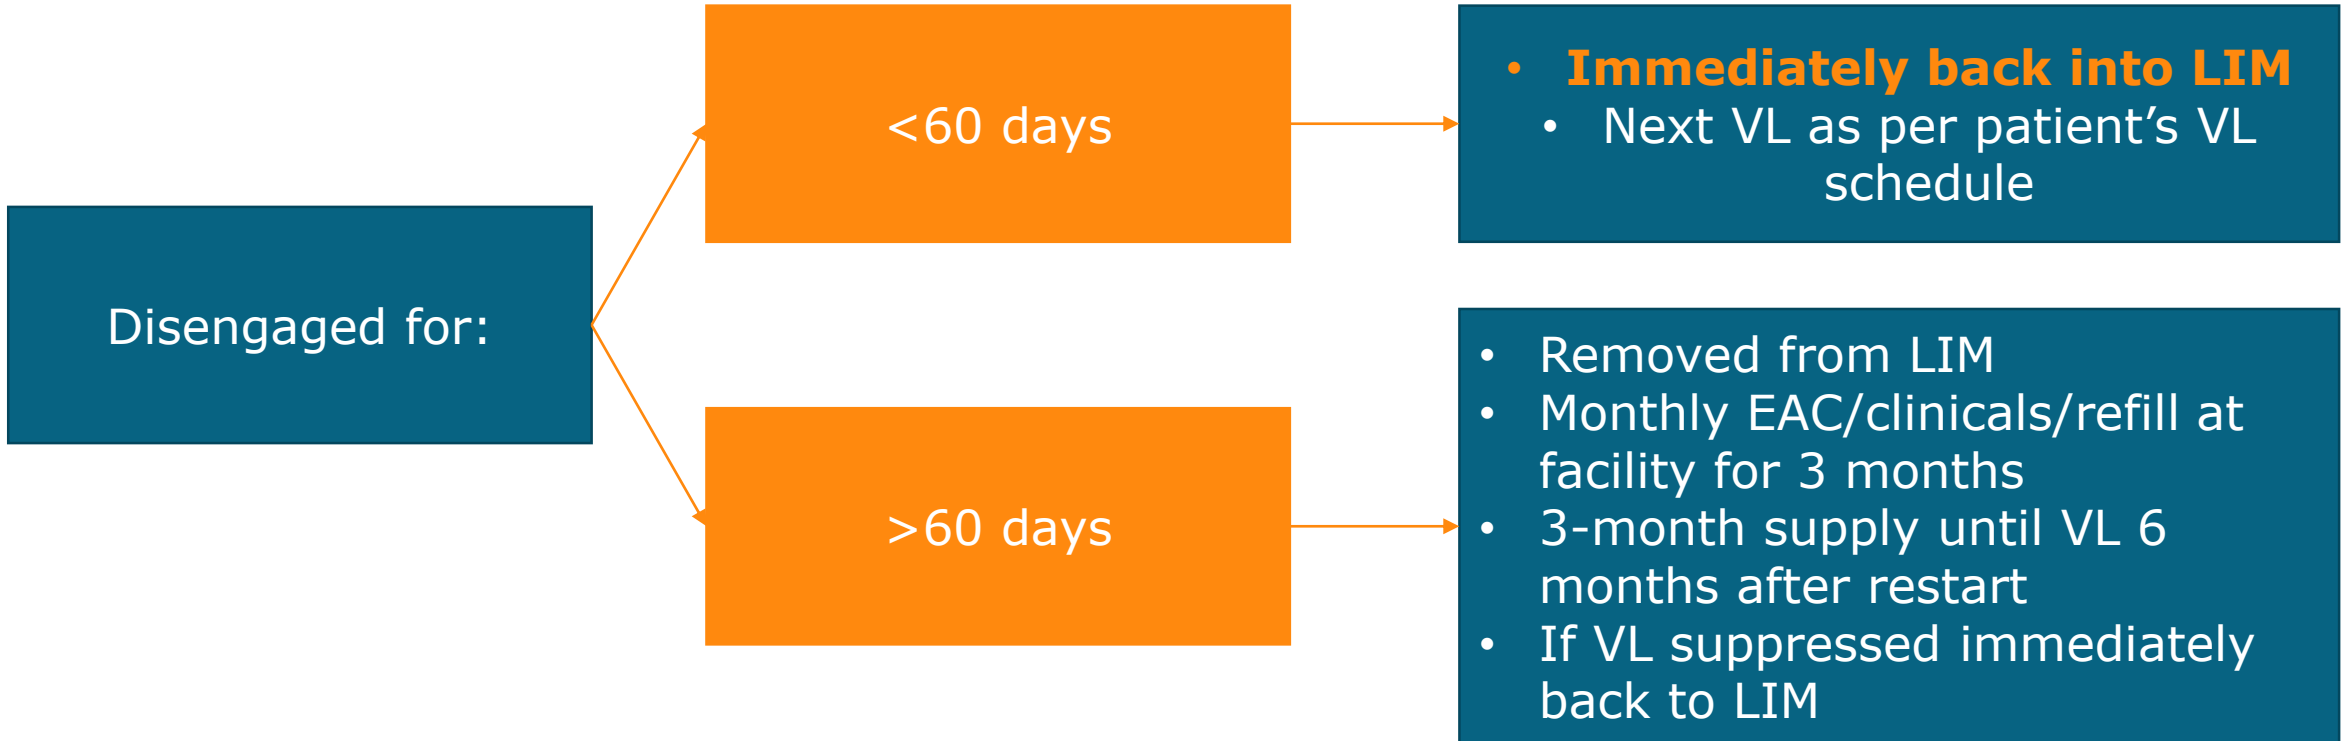 Disengaged for:
<60 days
• Immediately back into LIM
• Next VL as per patient’s VL
schedule
>60 days
• Removed from LIM
• Monthly EAC/clinicals/refill at
facility for 3 months
• 3-month supply until VL 6
months after restart
• If VL suppressed immediately
back to LIM